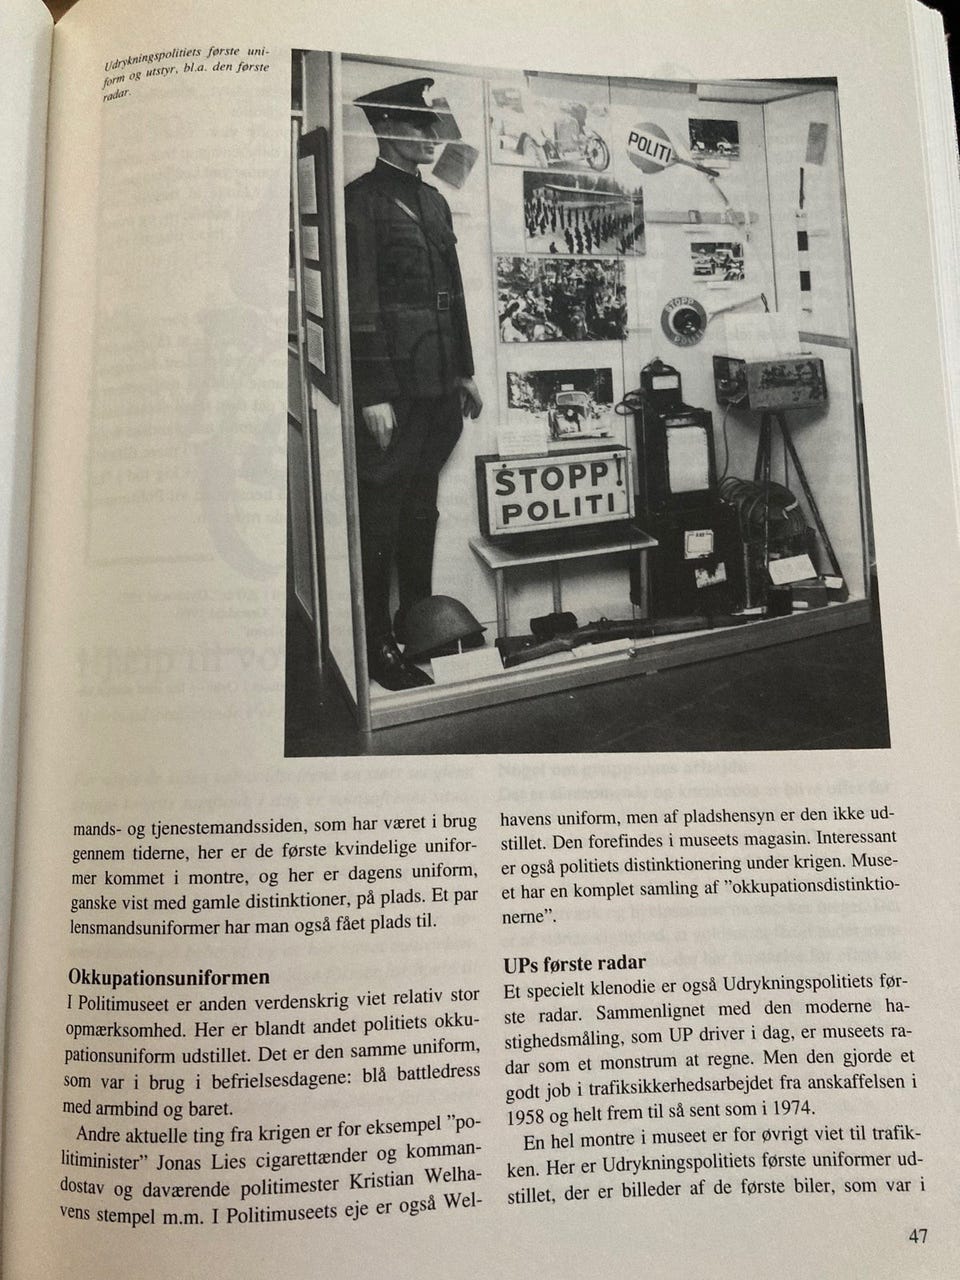 Udrykningspolitiets første uni-
form og utstyr, bl.a. den første
radar.
POLITI
STOPP
POLITI
STOPP!
POLITI
mands- og tjenestemandssiden, som har været i brug
gennem tiderne, her er de første kvindelige unifor-
mer kommet i montre, og her er dagens uniform,
ganske vist med gamle distinktioner, på plads. Et par
lensmandsuniformer har man også fået plads til.
Okkupationsuniformen
I Politimuseet er anden verdenskrig viet relativ stor
opmærksomhed. Her er blandt andet politiets okku-
pationsuniform udstillet. Det er den samme uniform,
som var i brug i befrielsesdagene: blå battledress
med armbind og baret.
Andre aktuelle ting fra krigen er for eksempel ”po-
litiminister” Jonas Lies cigarettænder og komman-
dostav og daværende politimester Kristian Welha-
vens stempel m.m. I Politimuseets eje er også Wel-
havens uniform, men af pladshensyn er den ikke ud-
stillet. Den forefindes i museets magasin. Interessant
er også politiets distinktionering under krigen. Muse-
et har en komplet samling af ”okkupationsdistinktio-
nerne”.
UPs første radar
Et specielt klenodie er også Udrykningspolitiets før-
ste radar. Sammenlignet med den moderne ha-
stighedsmåling, som UP driver i dag, er museets ra-
dar som et monstrum at regne. Men den gjorde et
godt job i trafiksikkerhedsarbejdet fra anskaffelsen i
1958 og helt frem til så sent som i 1974.
En hel montre i museet er for øvrigt viet til trafik-
ken. Her er Udrykningspolitiets første uniformer ud-
stillet, der er billeder af de første biler, som var i
47